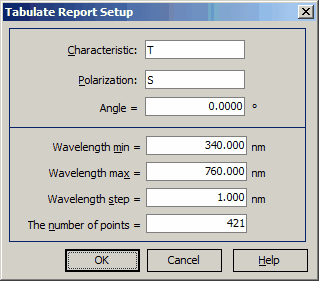 Tabulate Report Setup
Characteristic: T
Polarization: S
Angle = 0.0000 °
Wavelength min = 340.000 nm
Wavelength max = 760.000 nm
Wavelength step = 1.000 nm
The number of points = 421
OK Cancel Help